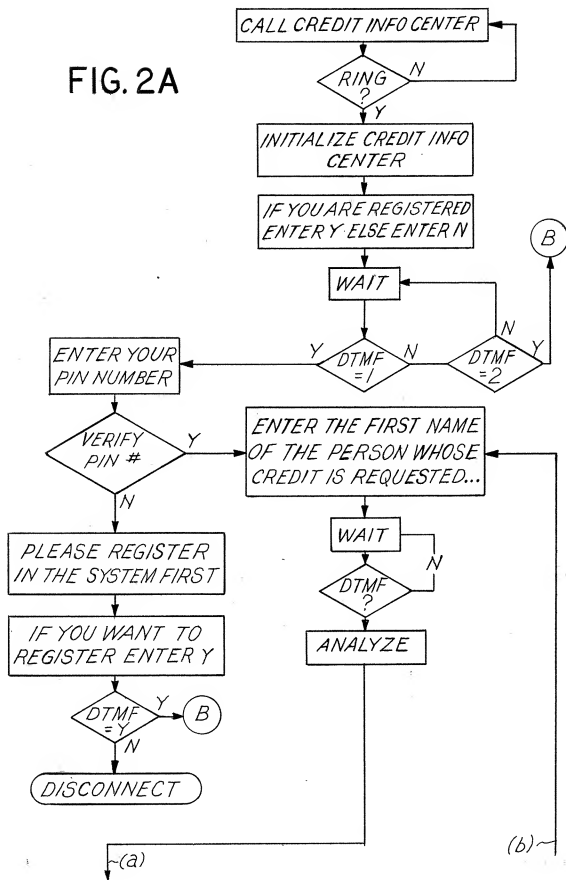 FIG. 2A
CALL CREDIT INFO CENTER
RING
?
N
Y
INITIALIZE CREDIT INFO
CENTER
IF YOU ARE REGISTERED
ENTER Y ELSE ENTER N
B
WAIT
N
Y
DTMF
=1
N
DTMF
=2
Y
ENTER YOUR
PIN NUMBER
VERIFY
PIN #
Y
N
ENTER THE FIRST NAME
OF THE PERSON WHOSE
CREDIT IS REQUESTED...
WAIT
N
DTMF
?
ANALYZE
PLEASE REGISTER
IN THE SYSTEM FIRST
IF YOU WANT TO
REGISTER ENTER Y
DTMF
=Y
Y
B
N
DISCONNECT
(a)
(b)